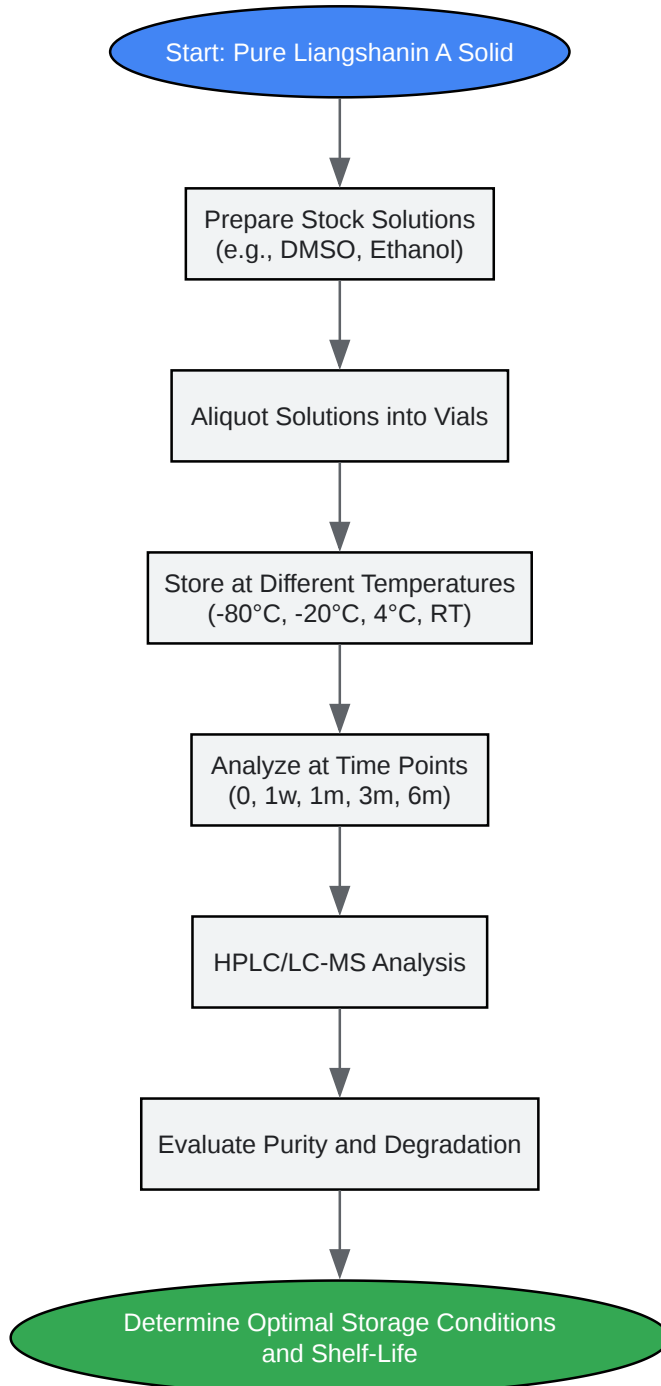 Start: Pure Liangshanin A Solid
Prepare Stock Solutions
(e.g., DMSO, Ethanol)
Aliquot Solutions into Vials
Store at Different Temperatures
(-80°C, -20°C, 4°C, RT)
Analyze at Time Points
(0, 1w, 1m, 3m, 6m)
HPLC/LC-MS Analysis
Evaluate Purity and Degradation
Determine Optimal Storage Conditions
and Shelf-Life